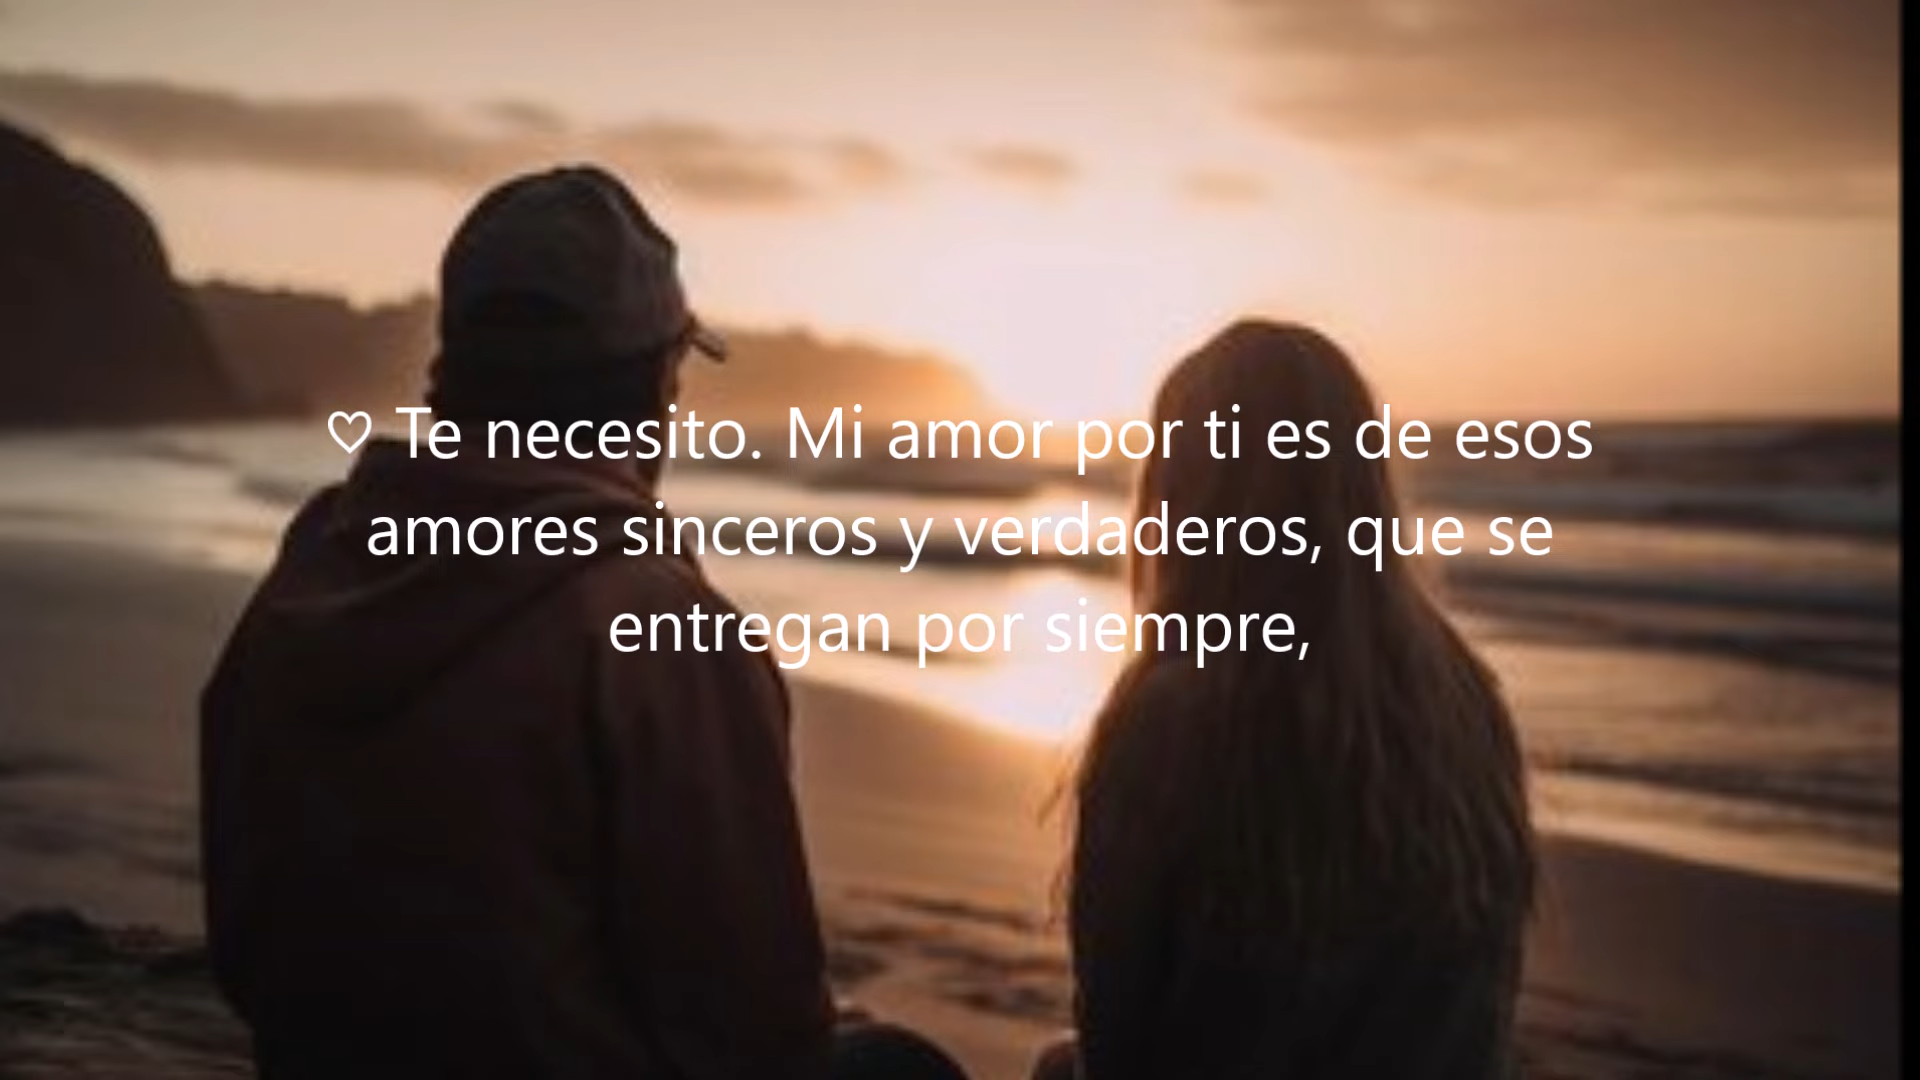 ♡ Te necesito. Mi amor por ti es de esos
amores sinceros y verdaderos, que se
entregan por siempre,